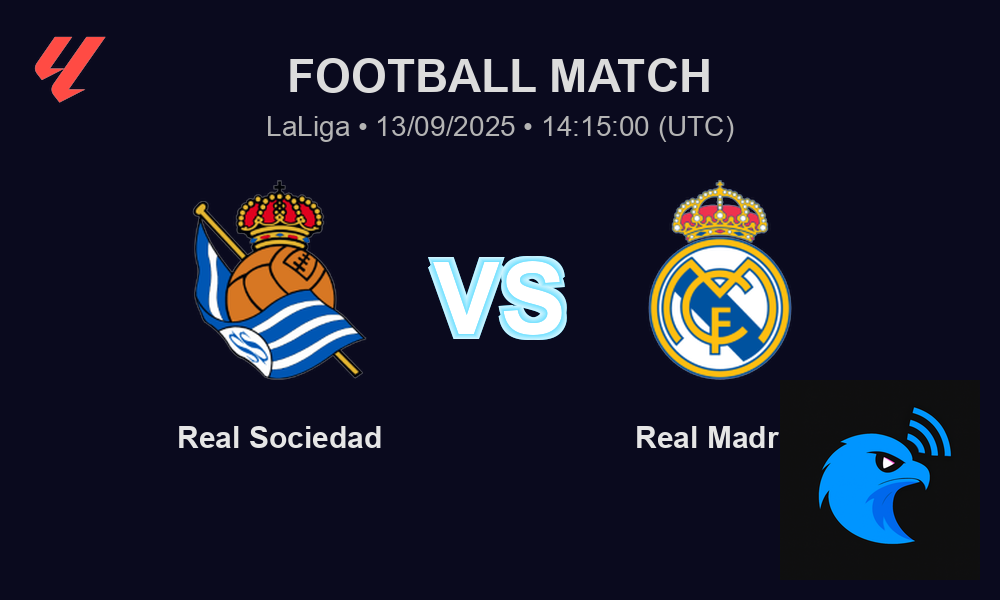 FOOTBALL MATCH
LaLiga • 13/09/2025 • 14:15:00 (UTC)
VS
Real Sociedad
Real Madr